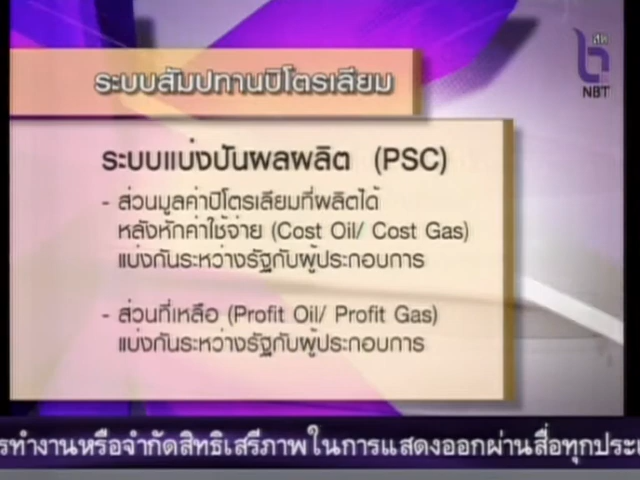 สด
NBT
ระบบสัมปทานปิโตรเลียม
ระบบแบ่งปันผลผลิต (PSC)
- ส่วนมูลค่าปิโตรเลียมที่ผลิตได้
หลังหักค่าใช้จ่าย (Cost Oil/ Cost Gas)
แบ่งกันระหว่างรัฐกับผู้ประกอบการ
- ส่วนที่เหลือ (Profit Oil/ Profit Gas)
แบ่งกันระหว่างรัฐกับผู้ประกอบการ
รทำงานหรือจำกัดสิทธิเสรีภาพในการแสดงออกผ่านสื่อทุกประเ